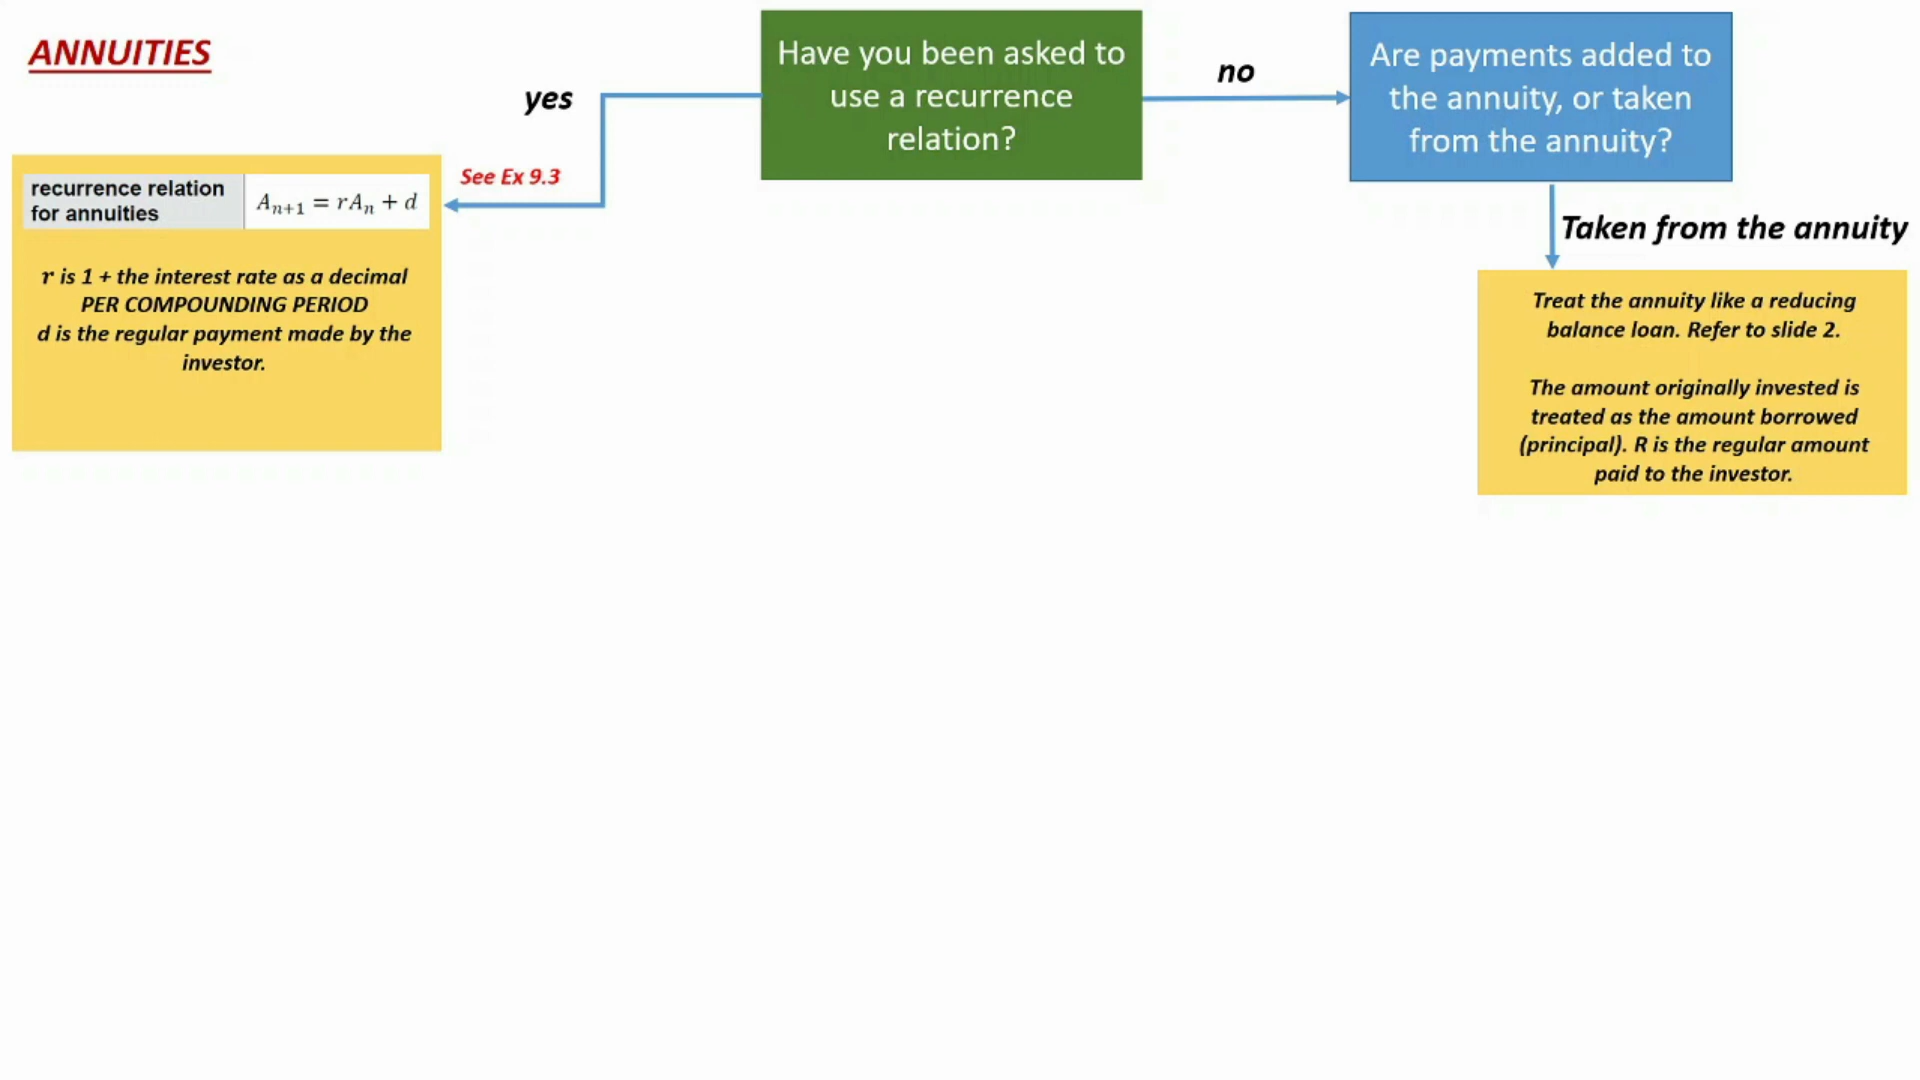 ANNUITIES
Have you been asked to
use a recurrence
relation?
yes
no
Are payments added to
the annuity, or taken
from the annuity?
See Ex 9.3
recurrence relation
for annuities
Aₙ₊₁ = rAₙ + d
r is 1 + the interest rate as a decimal
PER COMPOUNDING PERIOD
d is the regular payment made by the
investor.
Taken from the annuity
Treat the annuity like a reducing
balance loan. Refer to slide 2.
The amount originally invested is
treated as the amount borrowed
(principal). R is the regular amount
paid to the investor.